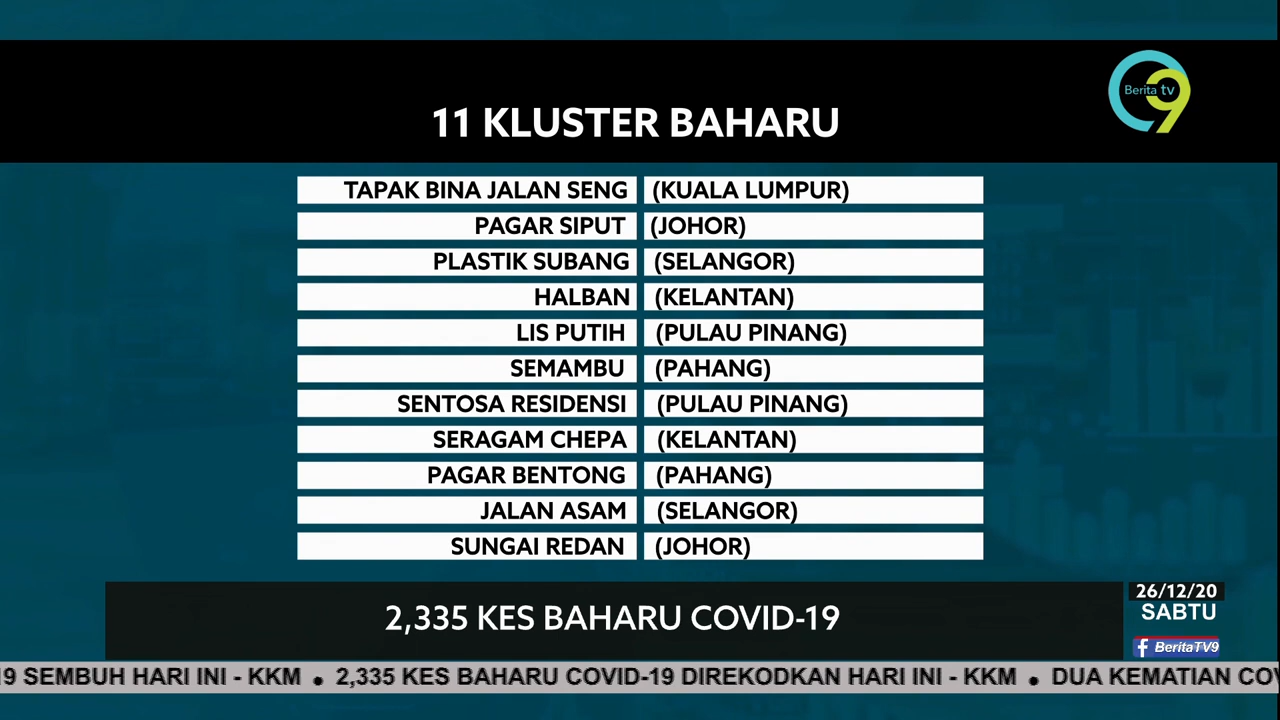 Berita tv
9
11 KLUSTER BAHARU
TAPAK BINA JALAN SENG (KUALA LUMPUR)
PAGAR SIPUT (JOHOR)
PLASTIK SUBANG (SELANGOR)
HALBAN (KELANTAN)
LIS PUTIH (PULAU PINANG)
SEMAMBU (PAHANG)
SENTOSA RESIDENSI (PULAU PINANG)
SERAGAM CHEPA (KELANTAN)
PAGAR BENTONG (PAHANG)
JALAN ASAM (SELANGOR)
SUNGAI REDAN (JOHOR)
2,335 KES BAHARU COVID-19
26/12/20
SABTU
f BeritaTV9
19 SEMBUH HARI INI - KKM • 2,335 KES BAHARU COVID-19 DIREKODKAN HARI INI - KKM • DUA KEMATIAN COV